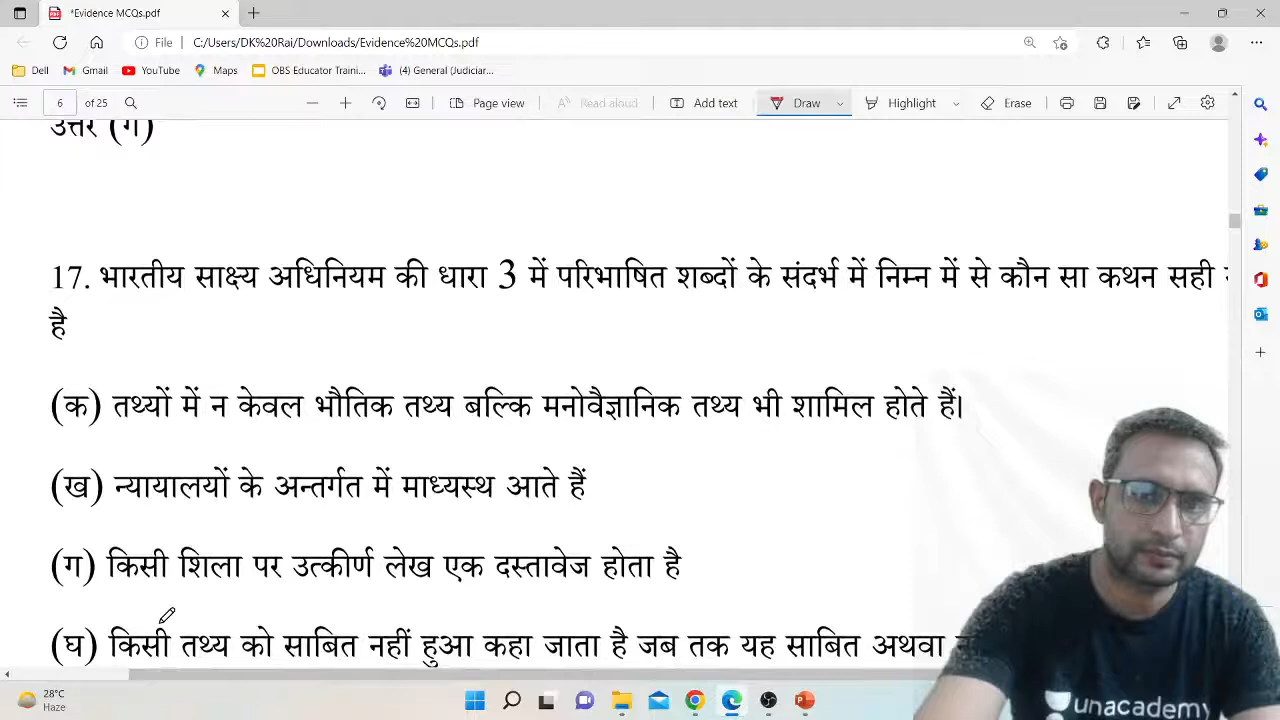 *Evidence MCQs.pdf
File C:/Users/DK%20Rai/Downloads/Evidence%20MCQs.pdf
Dell Gmail YouTube Maps OBS Educator Traini... (4) General (Judiciar...
6 of 25 Page view Read aloud Add text Draw Highlight Erase
उत्तर (ग)
17. भारतीय साक्ष्य अधिनियम की धारा 3 में परिभाषित शब्दों के संदर्भ में निम्न में से कौन सा कथन सही
है
(क) तथ्यों में न केवल भौतिक तथ्य बल्कि मनोवैज्ञानिक तथ्य भी शामिल होते हैं।
(ख) न्यायालयों के अन्तर्गत में माध्यस्थ आते हैं
(ग) किसी शिला पर उत्कीर्ण लेख एक दस्तावेज होता है
(घ) किसी तथ्य को साबित नहीं हुआ कहा जाता है जब तक यह साबित अथवा
unacademy
28°C
Haze